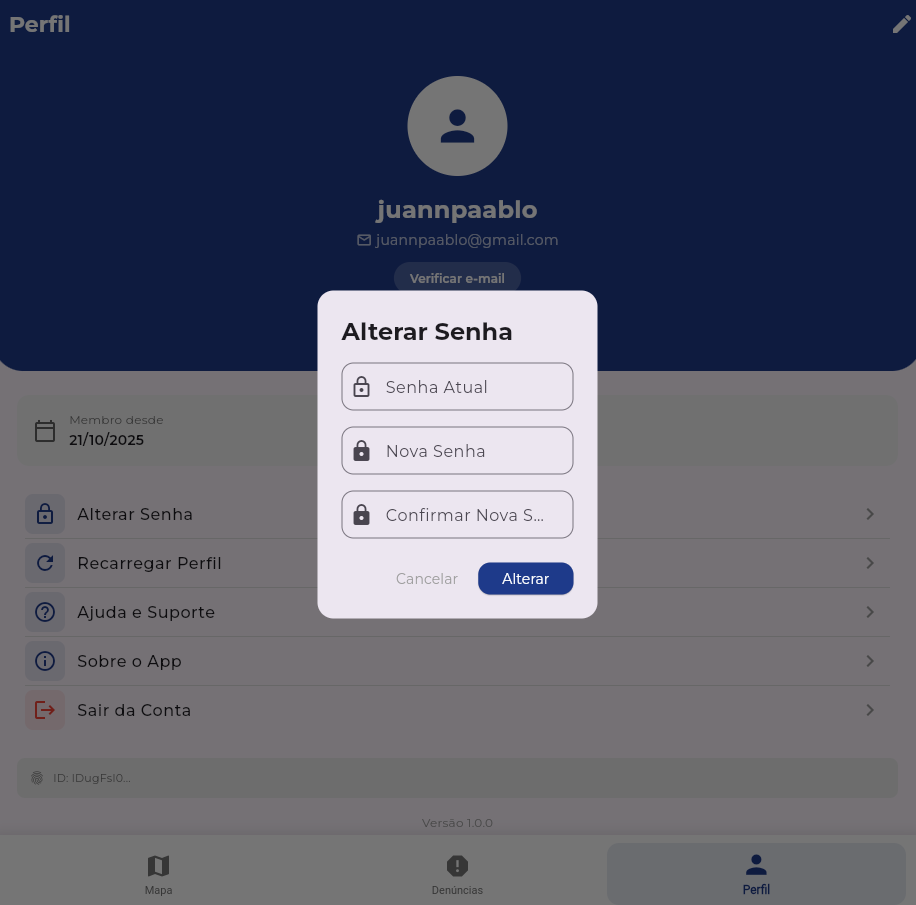 Perfil
juannpaablo
juannpaablo@gmail.com
Verificar e-mail
Alterar Senha
Senha Atual
Nova Senha
Confirmar Nova S...
Cancelar
Alterar
Membro desde
21/10/2025
Alterar Senha
Recarregar Perfil
Ajuda e Suporte
Sobre o App
Sair da Conta
Versão 1.0.0
Mapa
Denúncias
Perfil